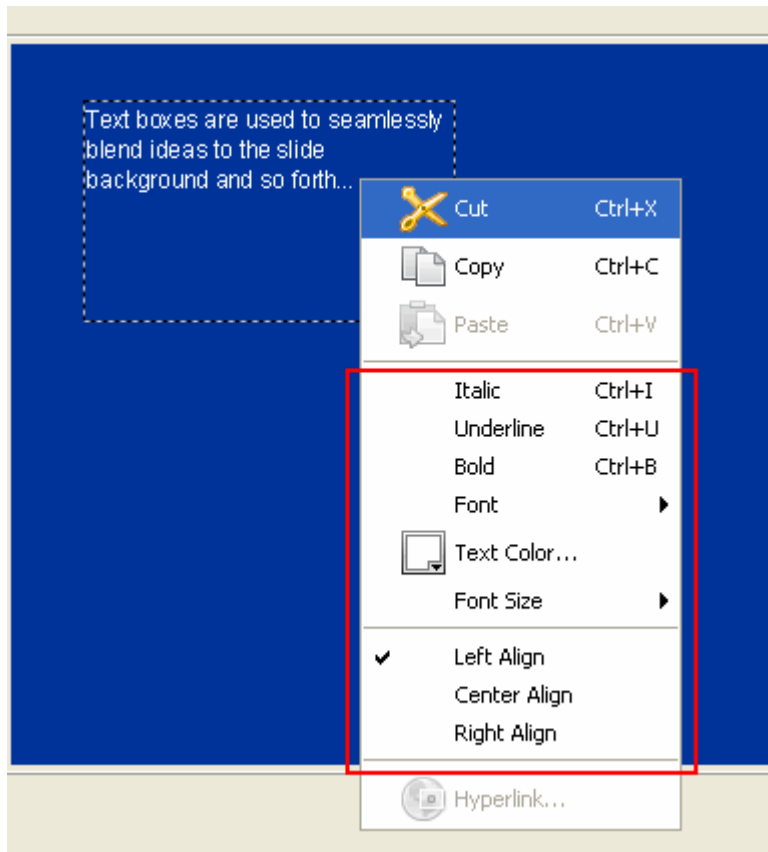 Text boxes are used to seamlessly
blend ideas to the slide
background and so forth...
Cut Ctrl+X
Copy Ctrl+C
Paste Ctrl+V
Italic Ctrl+I
Underline Ctrl+U
Bold Ctrl+B
Font
Text Color...
Font Size
Left Align
Center Align
Right Align
Hyperlink...